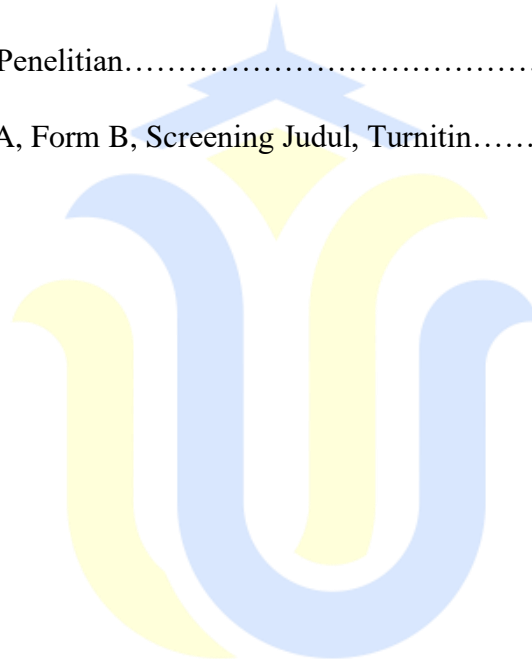 Penelitian……………………………………
A, Form B, Screening Judul, Turnitin……